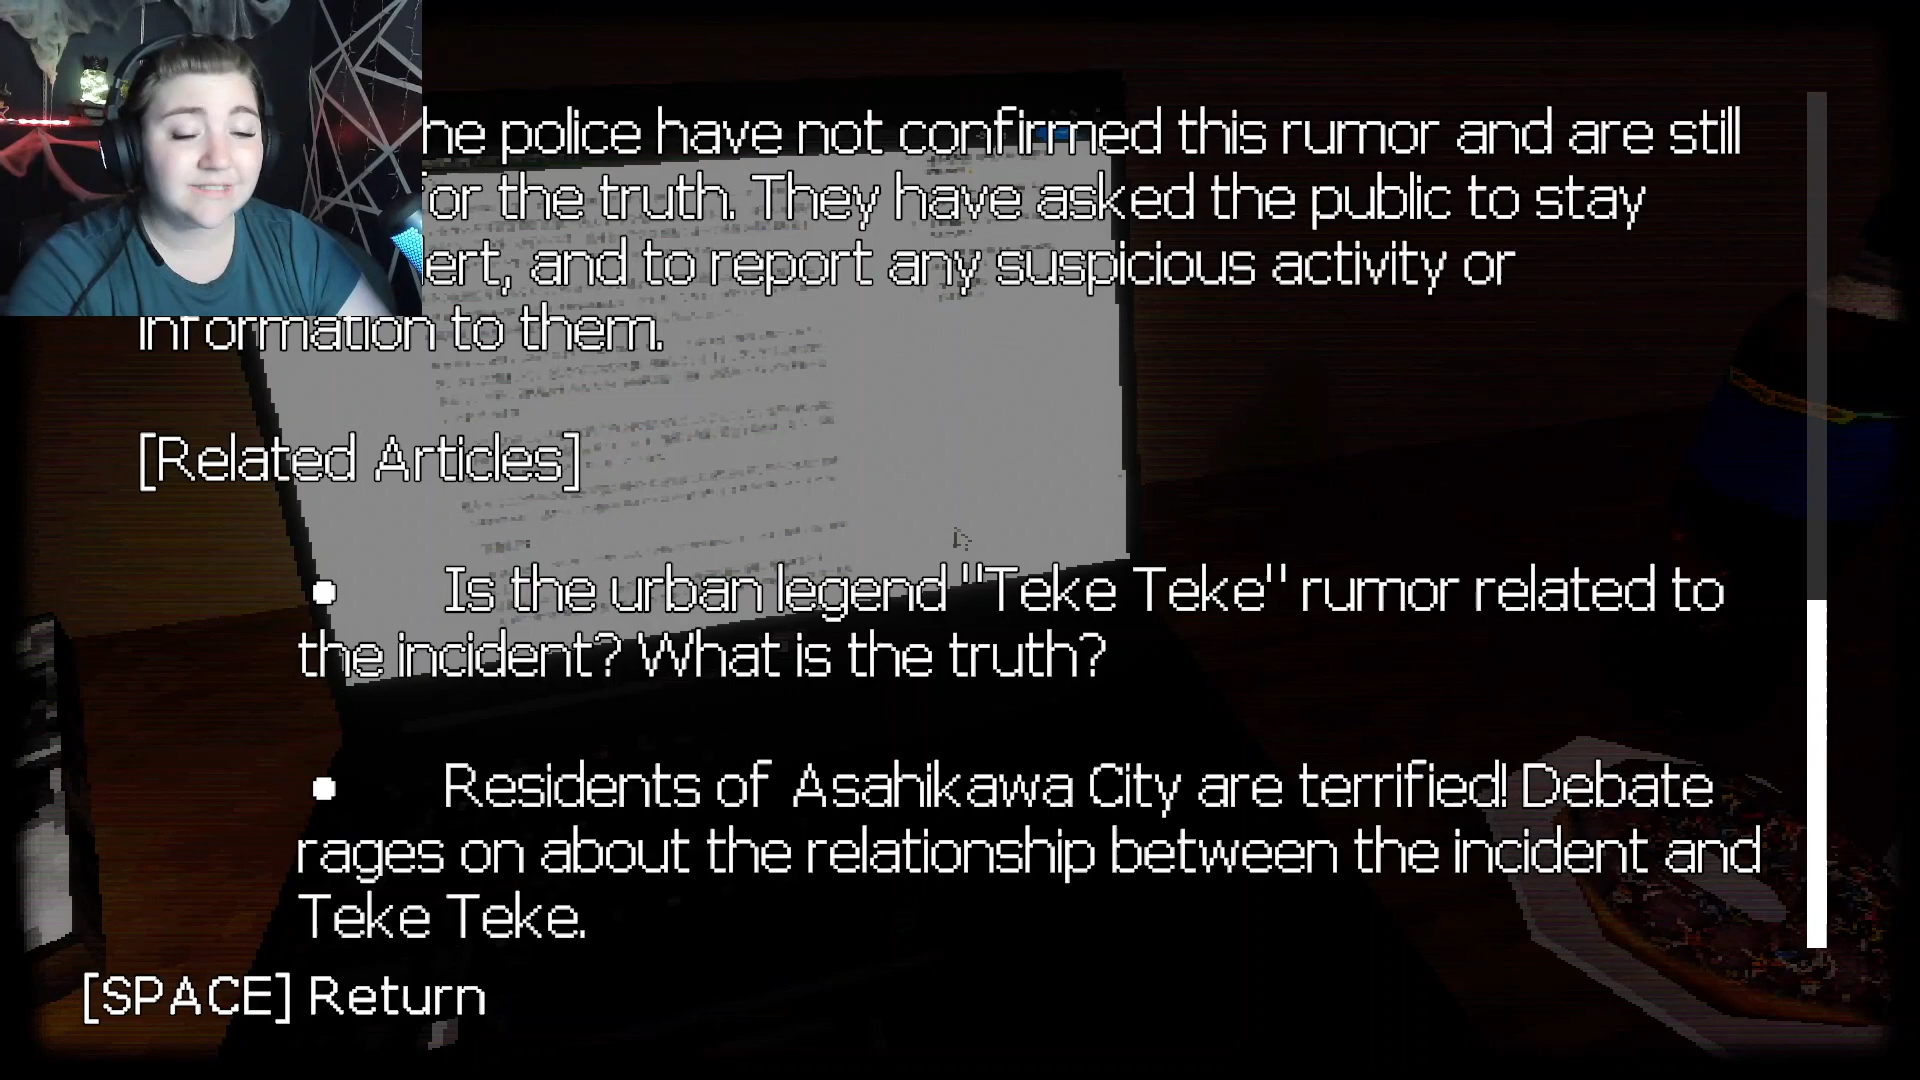 he police have not confirmed this rumor and are still
or the truth. They have asked the public to stay
ert, and to report any suspicious activity or
information to them.
[Related Articles]
• Is the urban legend "Teke Teke" rumor related to
the incident? What is the truth?
• Residents of Asahikawa City are terrified! Debate
rages on about the relationship between the incident and
Teke Teke.
[SPACE] Return